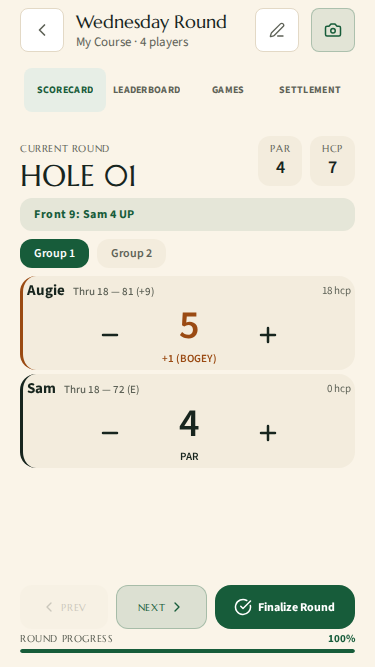 Wednesday Round
My Course · 4 players
SCORECARD LEADERBOARD GAMES SETTLEMENT
CURRENT ROUND
HOLE 01
PAR
4
HCP
7
Front 9: Sam 4 UP
Group 1 Group 2
Augie Thru 18 — 81 (+9) 18 hcp
− 5 +
+1 (BOGEY)
Sam Thru 18 — 72 (E) 0 hcp
− 4 +
PAR
PREV NEXT Finalize Round
ROUND PROGRESS 100%